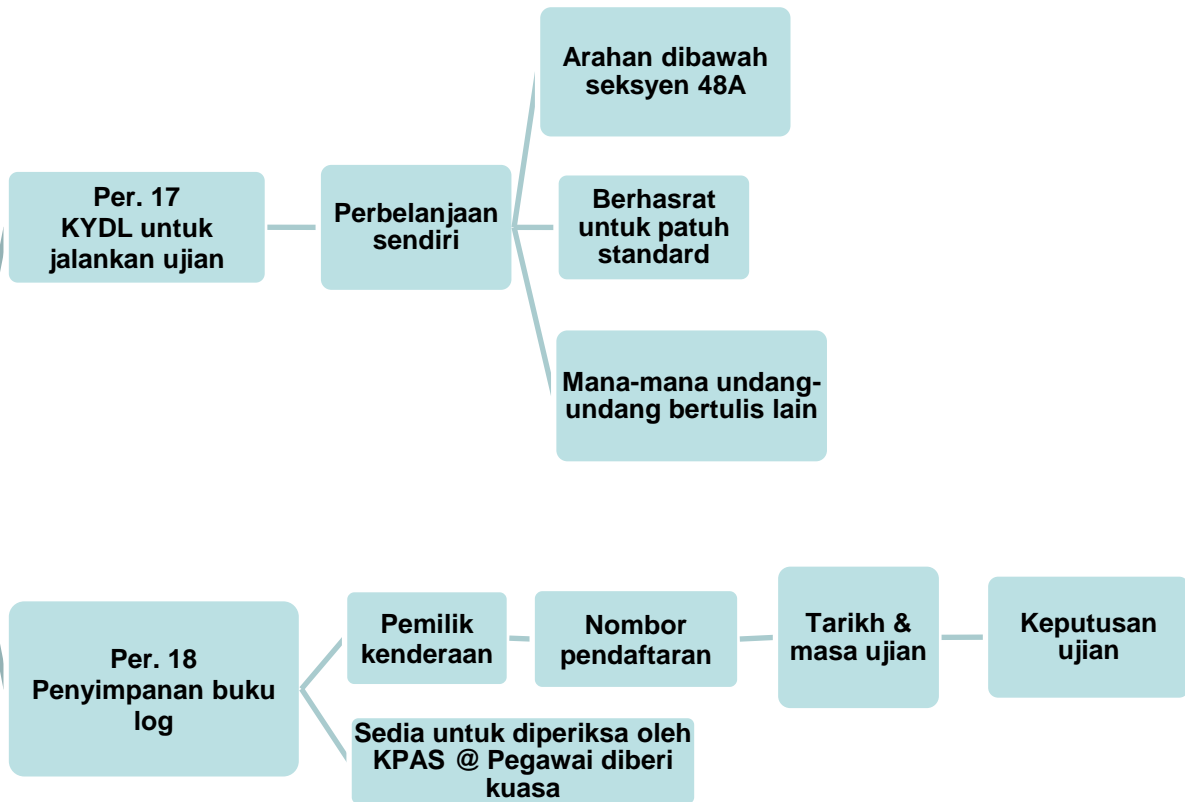 Arahan dibawah
seksyen 48A
Per. 17
KYDL untuk
jalankan ujian
Perbelanjaan
sendiri
Berhasrat
untuk patuh
standard
Mana-mana undang-
undang bertulis lain
Per. 18
Penyimpanan buku
log
Pemilik
kenderaan
Nombor
pendaftaran
Tarikh &
masa ujian
Keputusan
ujian
Sedia untuk diperiksa oleh
KPAS @ Pegawai diberi
kuasa